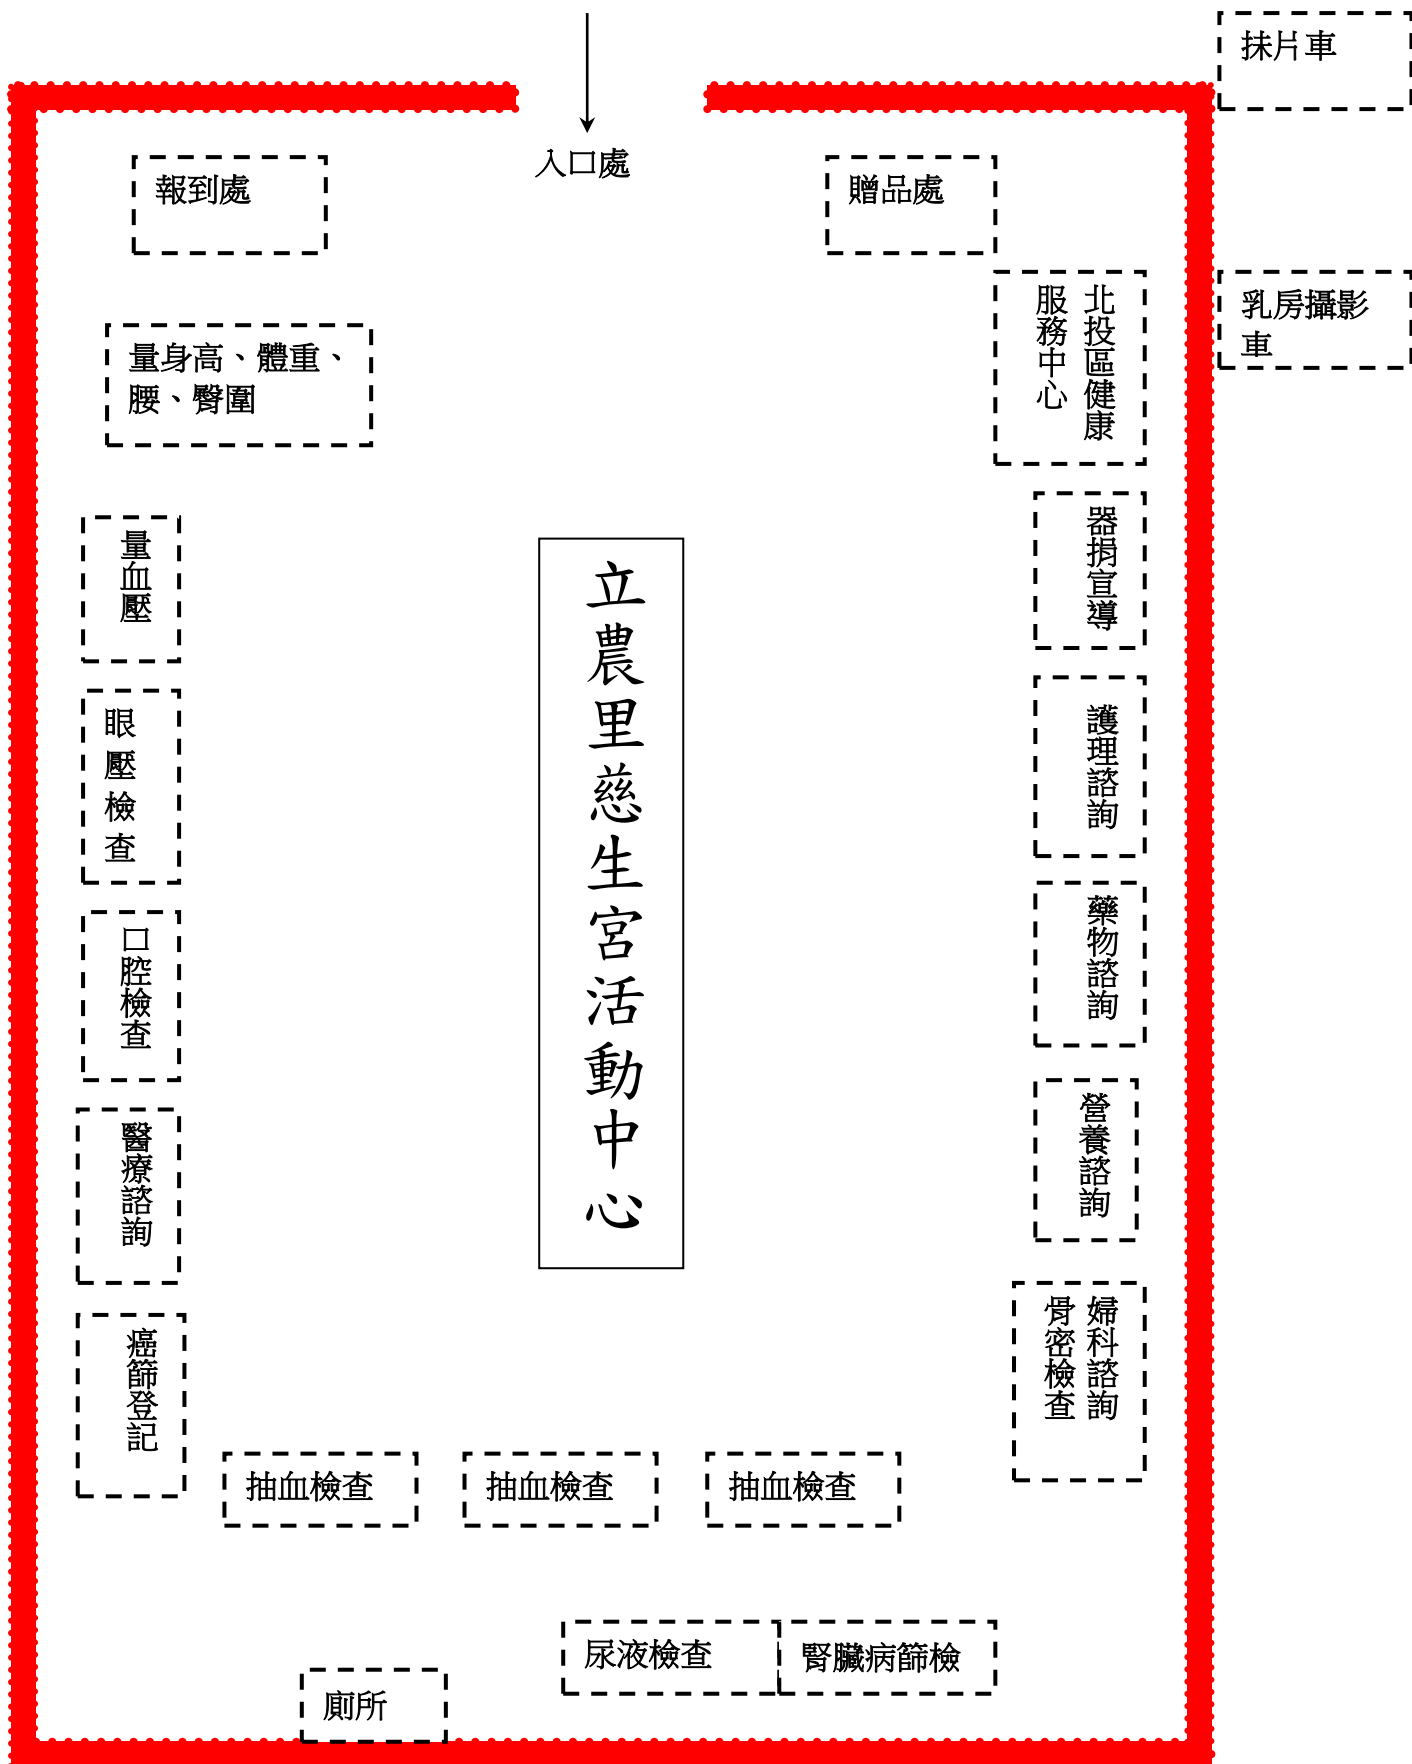 抹片車
入口處
報到處
贈品處
北投區健康
服務中心
乳房攝影
車
量身高、體重、
腰、臀圍
器捐宣導
量血壓
立農里慈生宮活動中心
護理諮詢
眼壓檢查
藥物諮詢
口腔檢查
營養諮詢
醫療諮詢
婦科諮詢
骨密檢查
癌篩登記
抽血檢查
抽血檢查
抽血檢查
尿液檢查
腎臟病篩檢
廁所